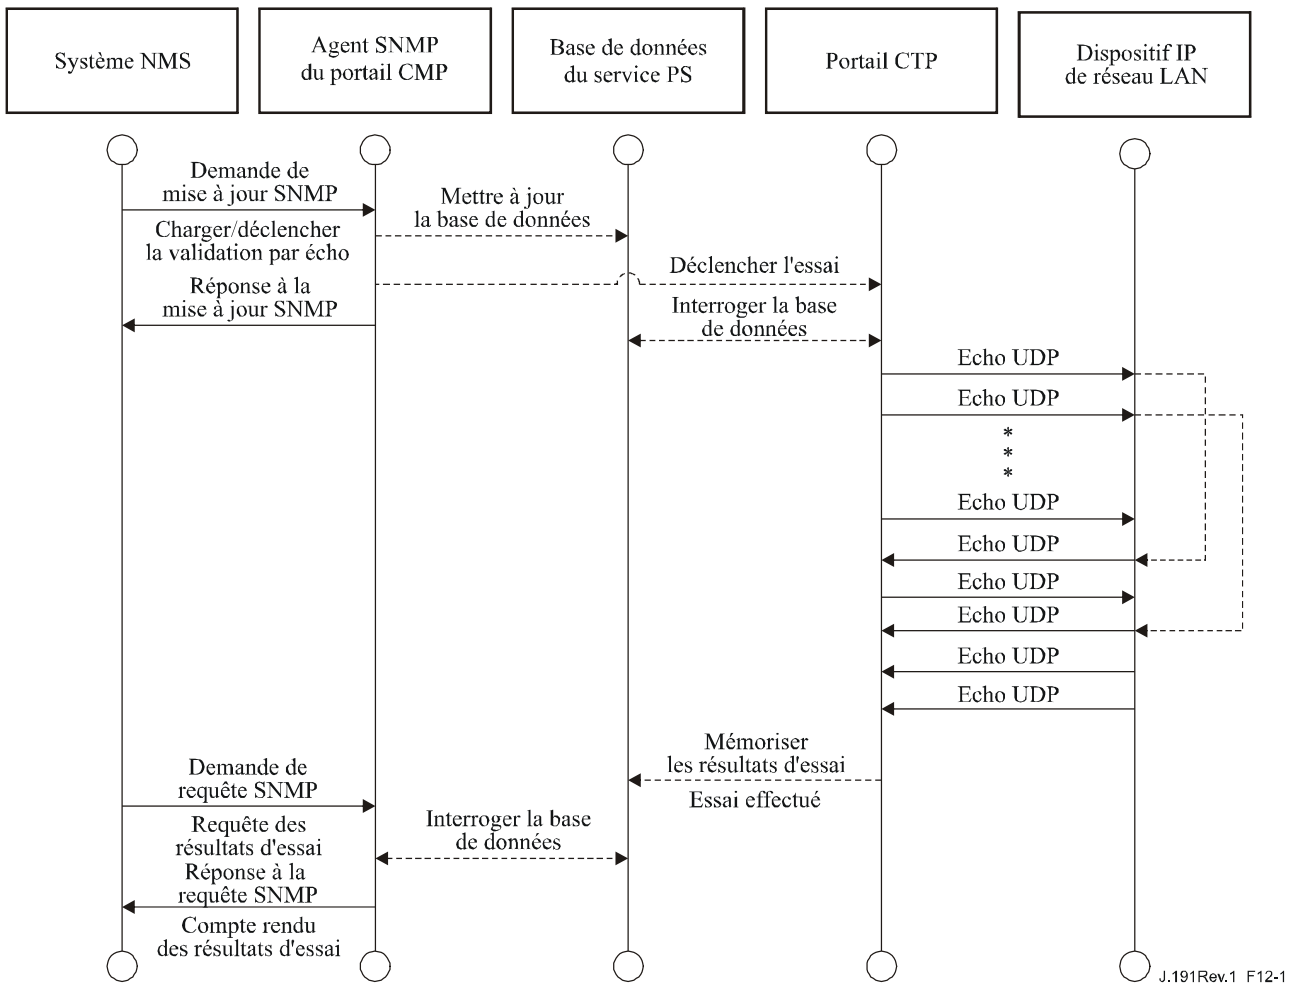 Système NMS
Agent SNMP
du portail CMP
Base de données
du service PS
Portail CTP
Dispositif IP
de réseau LAN
Demande de
mise à jour SNMP
Mettre à jour
la base de données
Charger/déclencher
la validation par écho
Déclencher l'essai
Réponse à la
mise à jour SNMP
Interroger la base
de données
Echo UDP
Echo UDP
*
*
*
Echo UDP
Echo UDP
Echo UDP
Echo UDP
Echo UDP
Echo UDP
Mémoriser
les résultats d'essai
Essai effectué
Demande de
requête SNMP
Requête des
résultats d'essai
Interroger la base
de données
Réponse à la
requête SNMP
Compte rendu
des résultats d'essai
J.191Rev.1 F12-1